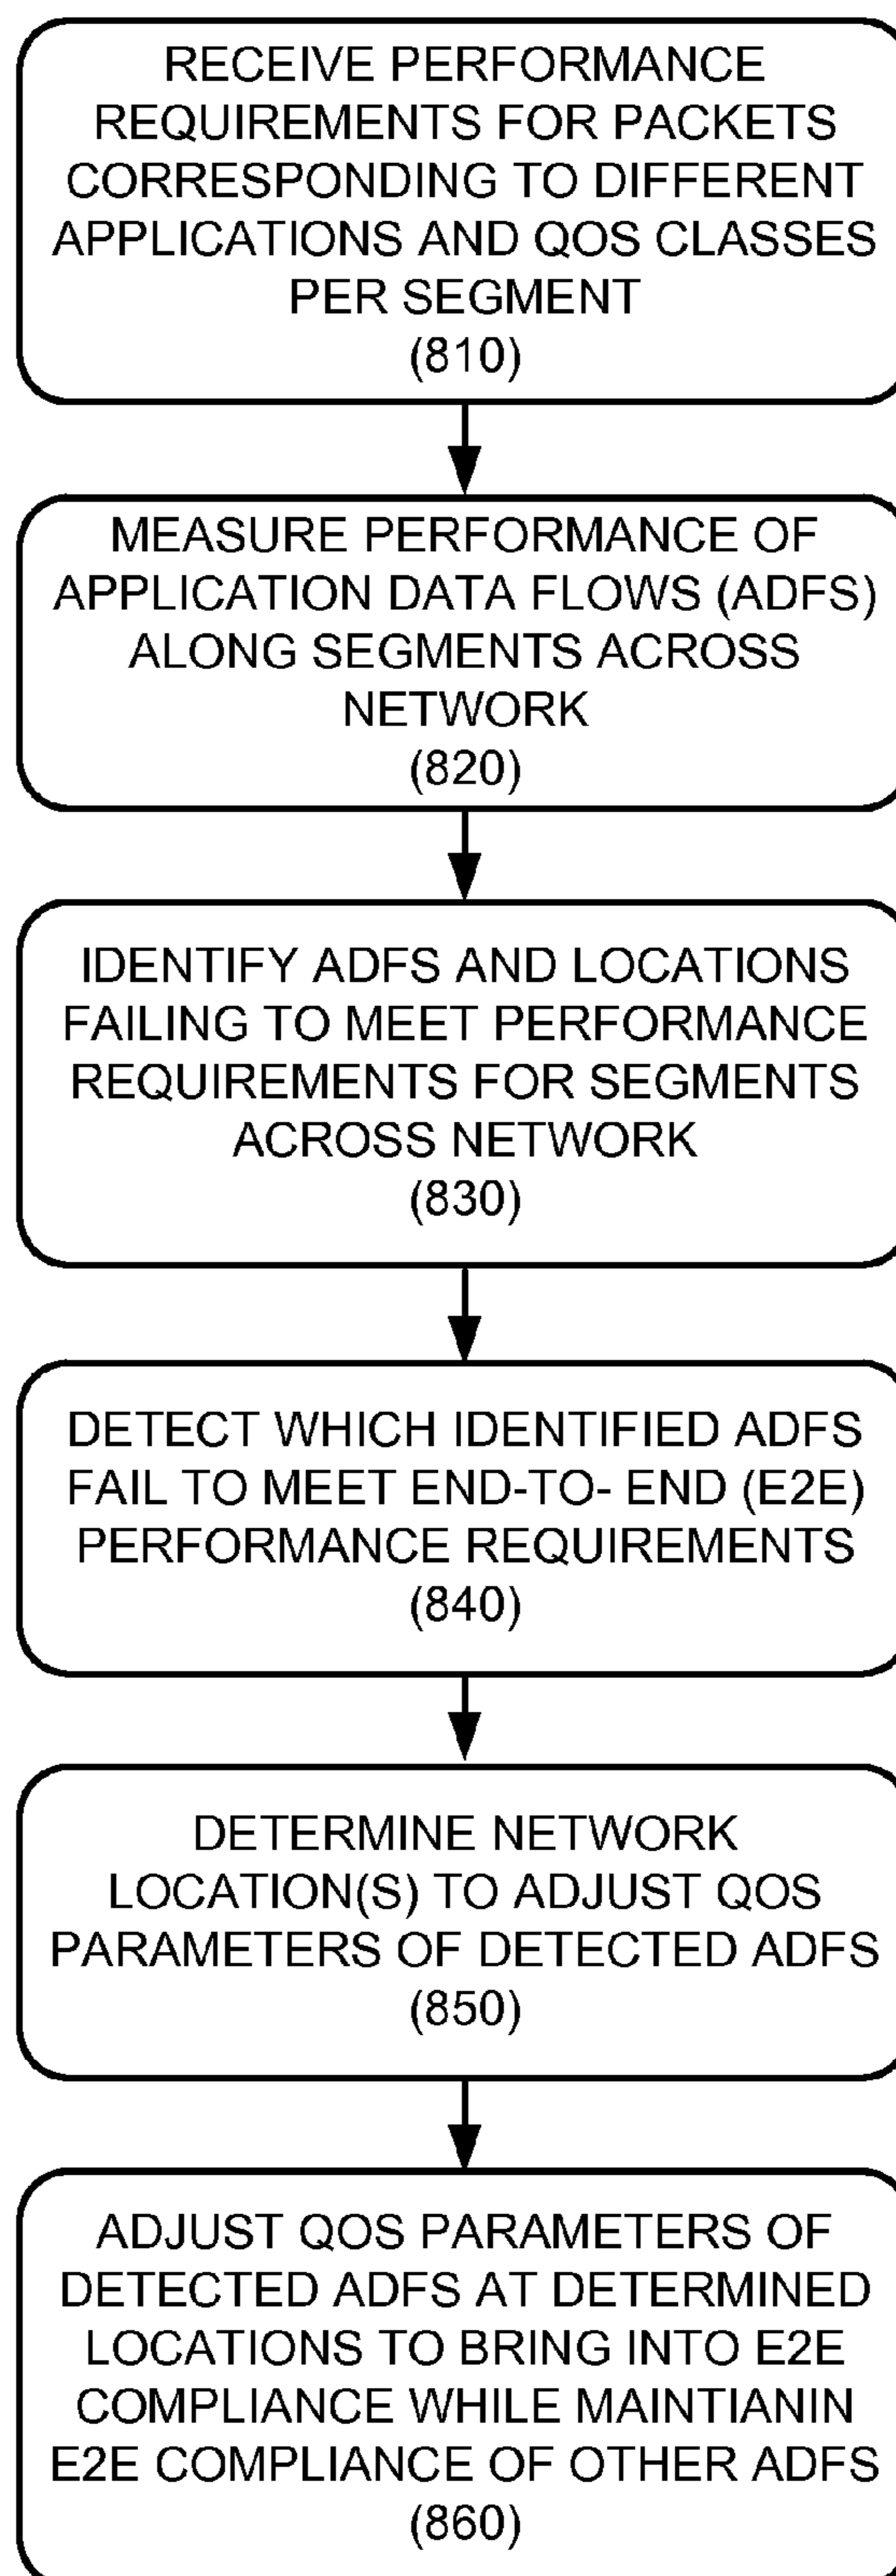 RECEIVE PERFORMANCE
REQUIREMENTS FOR PACKETS
CORRESPONDING TO DIFFERENT
APPLICATIONS AND QOS CLASSES
PER SEGMENT
(810)
MEASURE PERFORMANCE OF
APPLICATION DATA FLOWS (ADFS)
ALONG SEGMENTS ACROSS
NETWORK
(820)
IDENTIFY ADFS AND LOCATIONS
FAILING TO MEET PERFORMANCE
REQUIREMENTS FOR SEGMENTS
ACROSS NETWORK
(830)
DETECT WHICH IDENTIFIED ADFS
FAIL TO MEET END-TO- END (E2E)
PERFORMANCE REQUIREMENTS
(840)
DETERMINE NETWORK
LOCATION(S) TO ADJUST QOS
PARAMETERS OF DETECTED ADFS
(850)
ADJUST QOS PARAMETERS OF
DETECTED ADFS AT DETERMINED
LOCATIONS TO BRING INTO E2E
COMPLIANCE WHILE MAINTIANIN
E2E COMPLIANCE OF OTHER ADFS
(860)